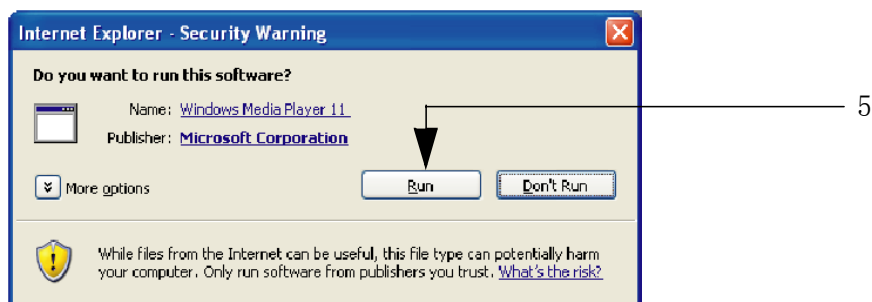 Internet Explorer - Security Warning
Do you want to run this software?
Name: Windows Media Player 11
5
Publisher: Microsoft Corporation
More options
Run
Don't Run
While files from the Internet can be useful, this file type can potentially harm
your computer. Only run software from publishers you trust. What's the risk?